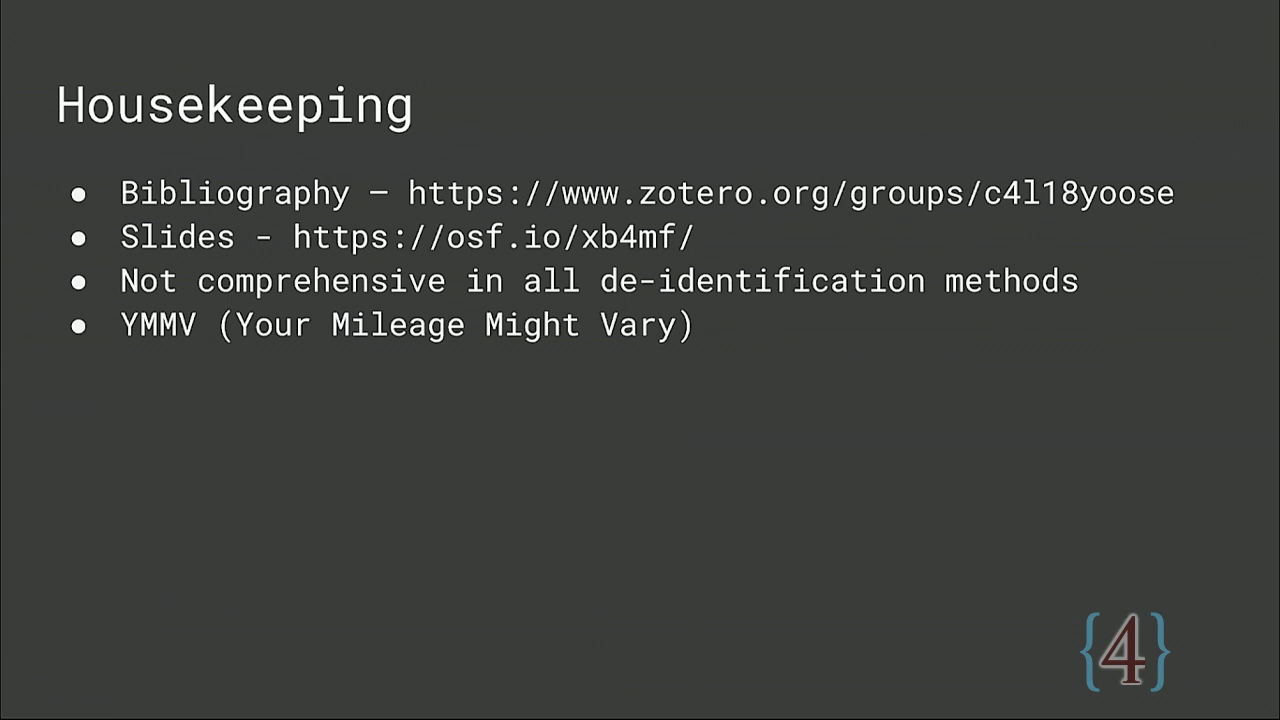 Housekeeping
● Bibliography – https://www.zotero.org/groups/c4l18yoose
● Slides - https://osf.io/xb4mf/
● Not comprehensive in all de-identification methods
● YMMV (Your Mileage Might Vary)
{4}